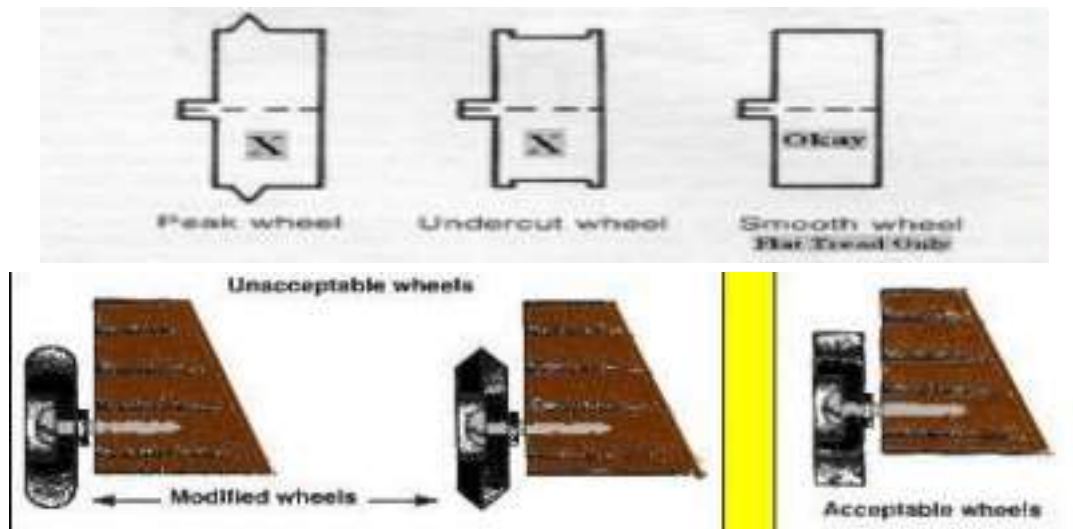 X
X
Okay
Peak wheel
Undercut wheel
Smooth wheel
Flat Tread Only
Unacceptable wheels
Modified wheels
Acceptable wheels